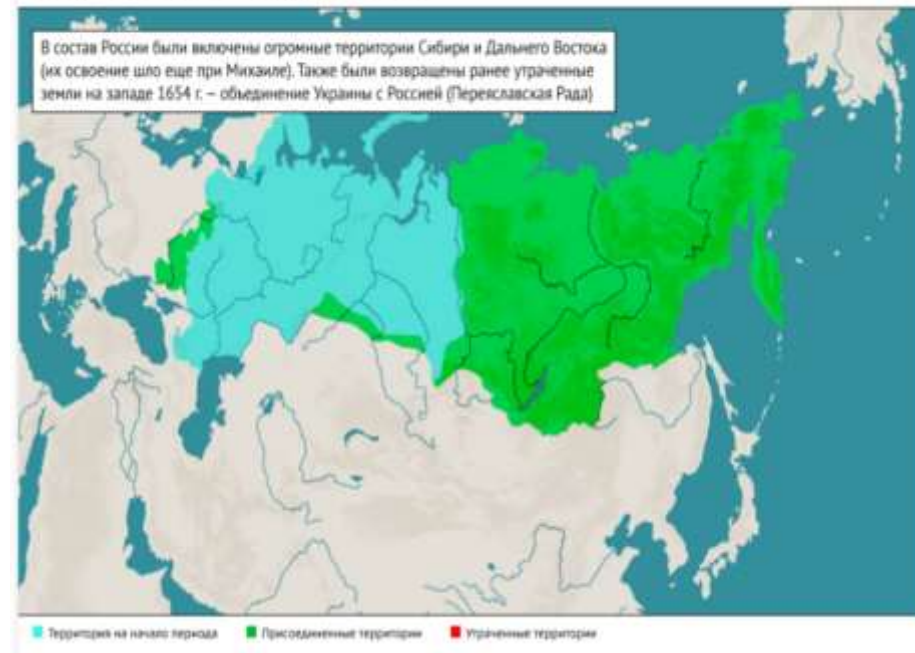 В состав России были включены огромные территории Сибири и Дальнего Востока
(их освоение шло еще при Михаиле). Также были возвращены ранее утраченные
земли на западе 1654 г. – объединение Украины с Россией (Переяславская Рада)
Территория на начало периода
Присоединенные территории
Утраченные территории